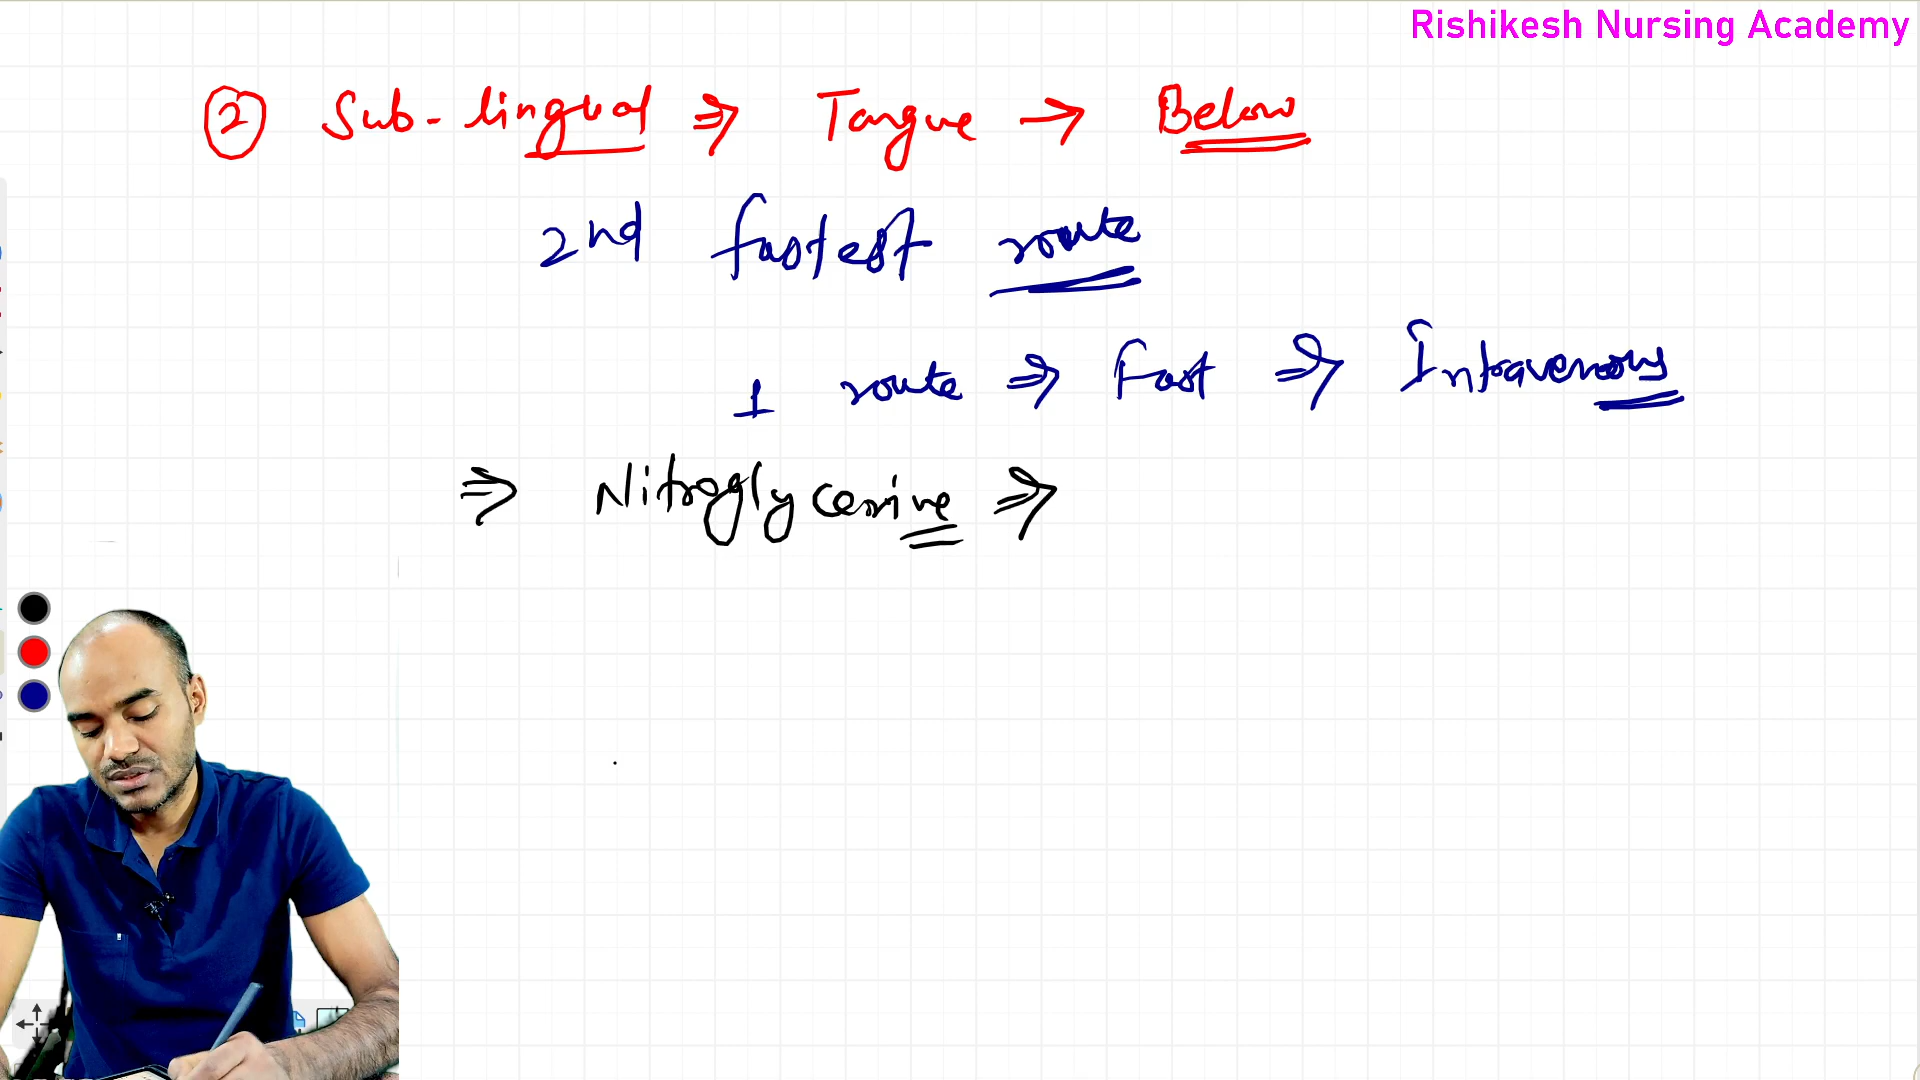 Rishikesh Nursing Academy
② Sub-lingual ⇒ Tongue → Below
2nd fastest route
1 route ⇒ Fast ⇒ Intravenous
⇒ Nitroglycerine ⇒